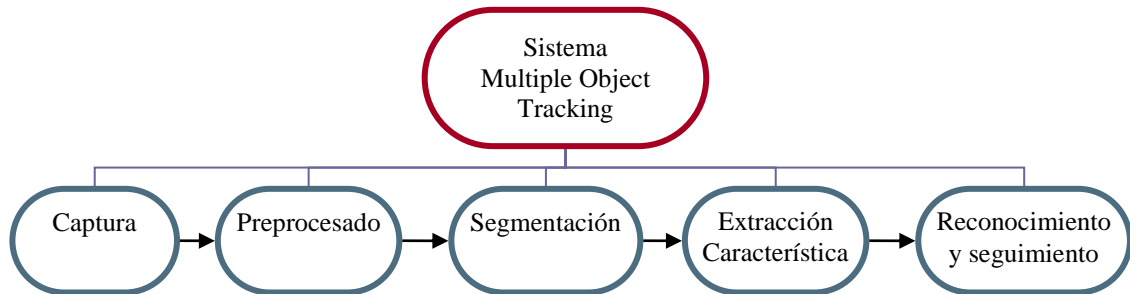 Sistema
Multiple Object
Tracking
Captura
Preprocesado
Segmentación
Extracción
Característica
Reconocimiento
y seguimiento